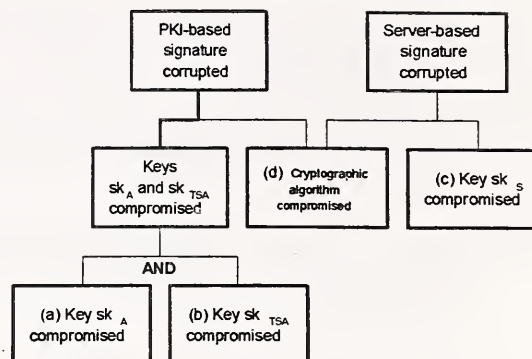 PKI-based
signature
corrupted
Server-based
signature
corrupted
Keys
sk A and sk TSA
compromised
(d) Cryptographic
algorithm
compromised
(c) Key sk S
compromised
AND
(a) Key sk A
compromised
(b) Key sk TSA
compromised